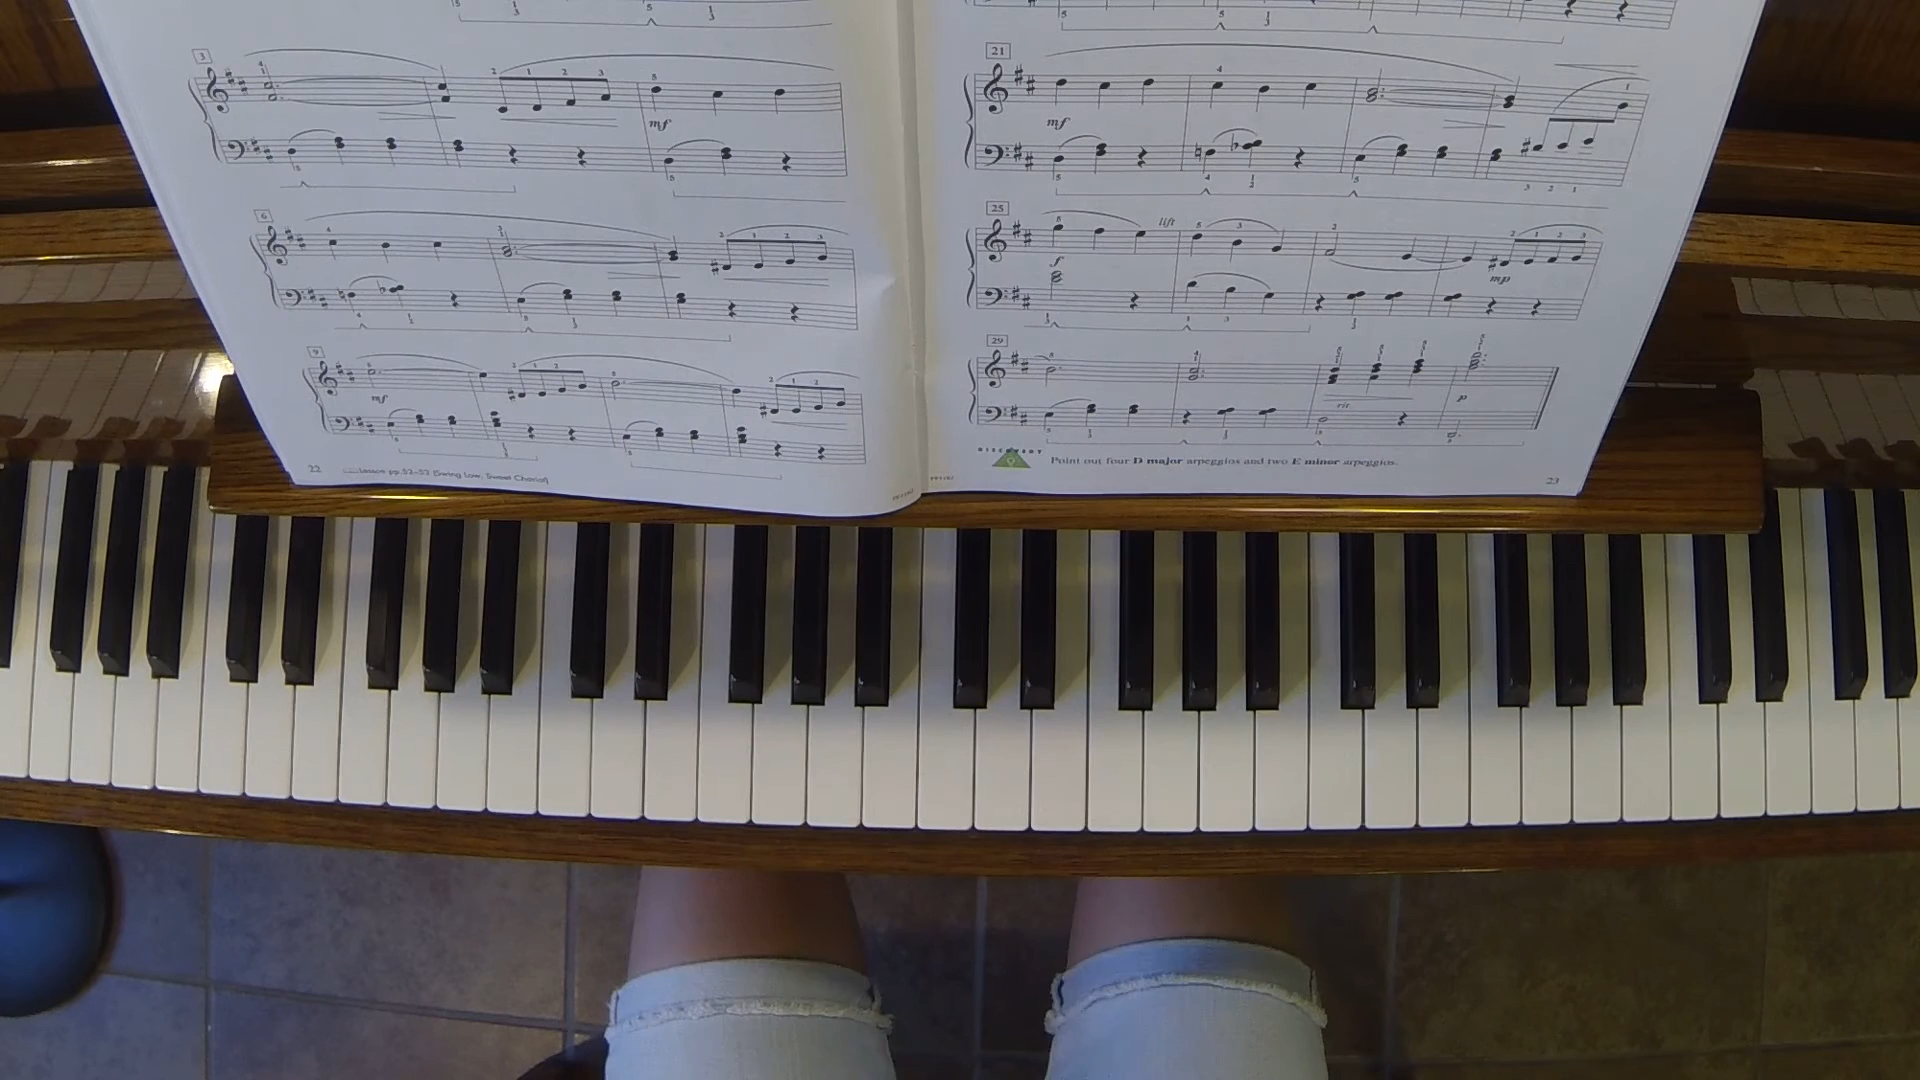 3
mf
6
9
mf
22
Lesson pp.52-53 (Swing Low, Sweet Chariot)
21
mf
25
lift
f
mp
29
rit
p
DISCOVERY
Point out four D major arpeggios and two E minor arpeggios.
23